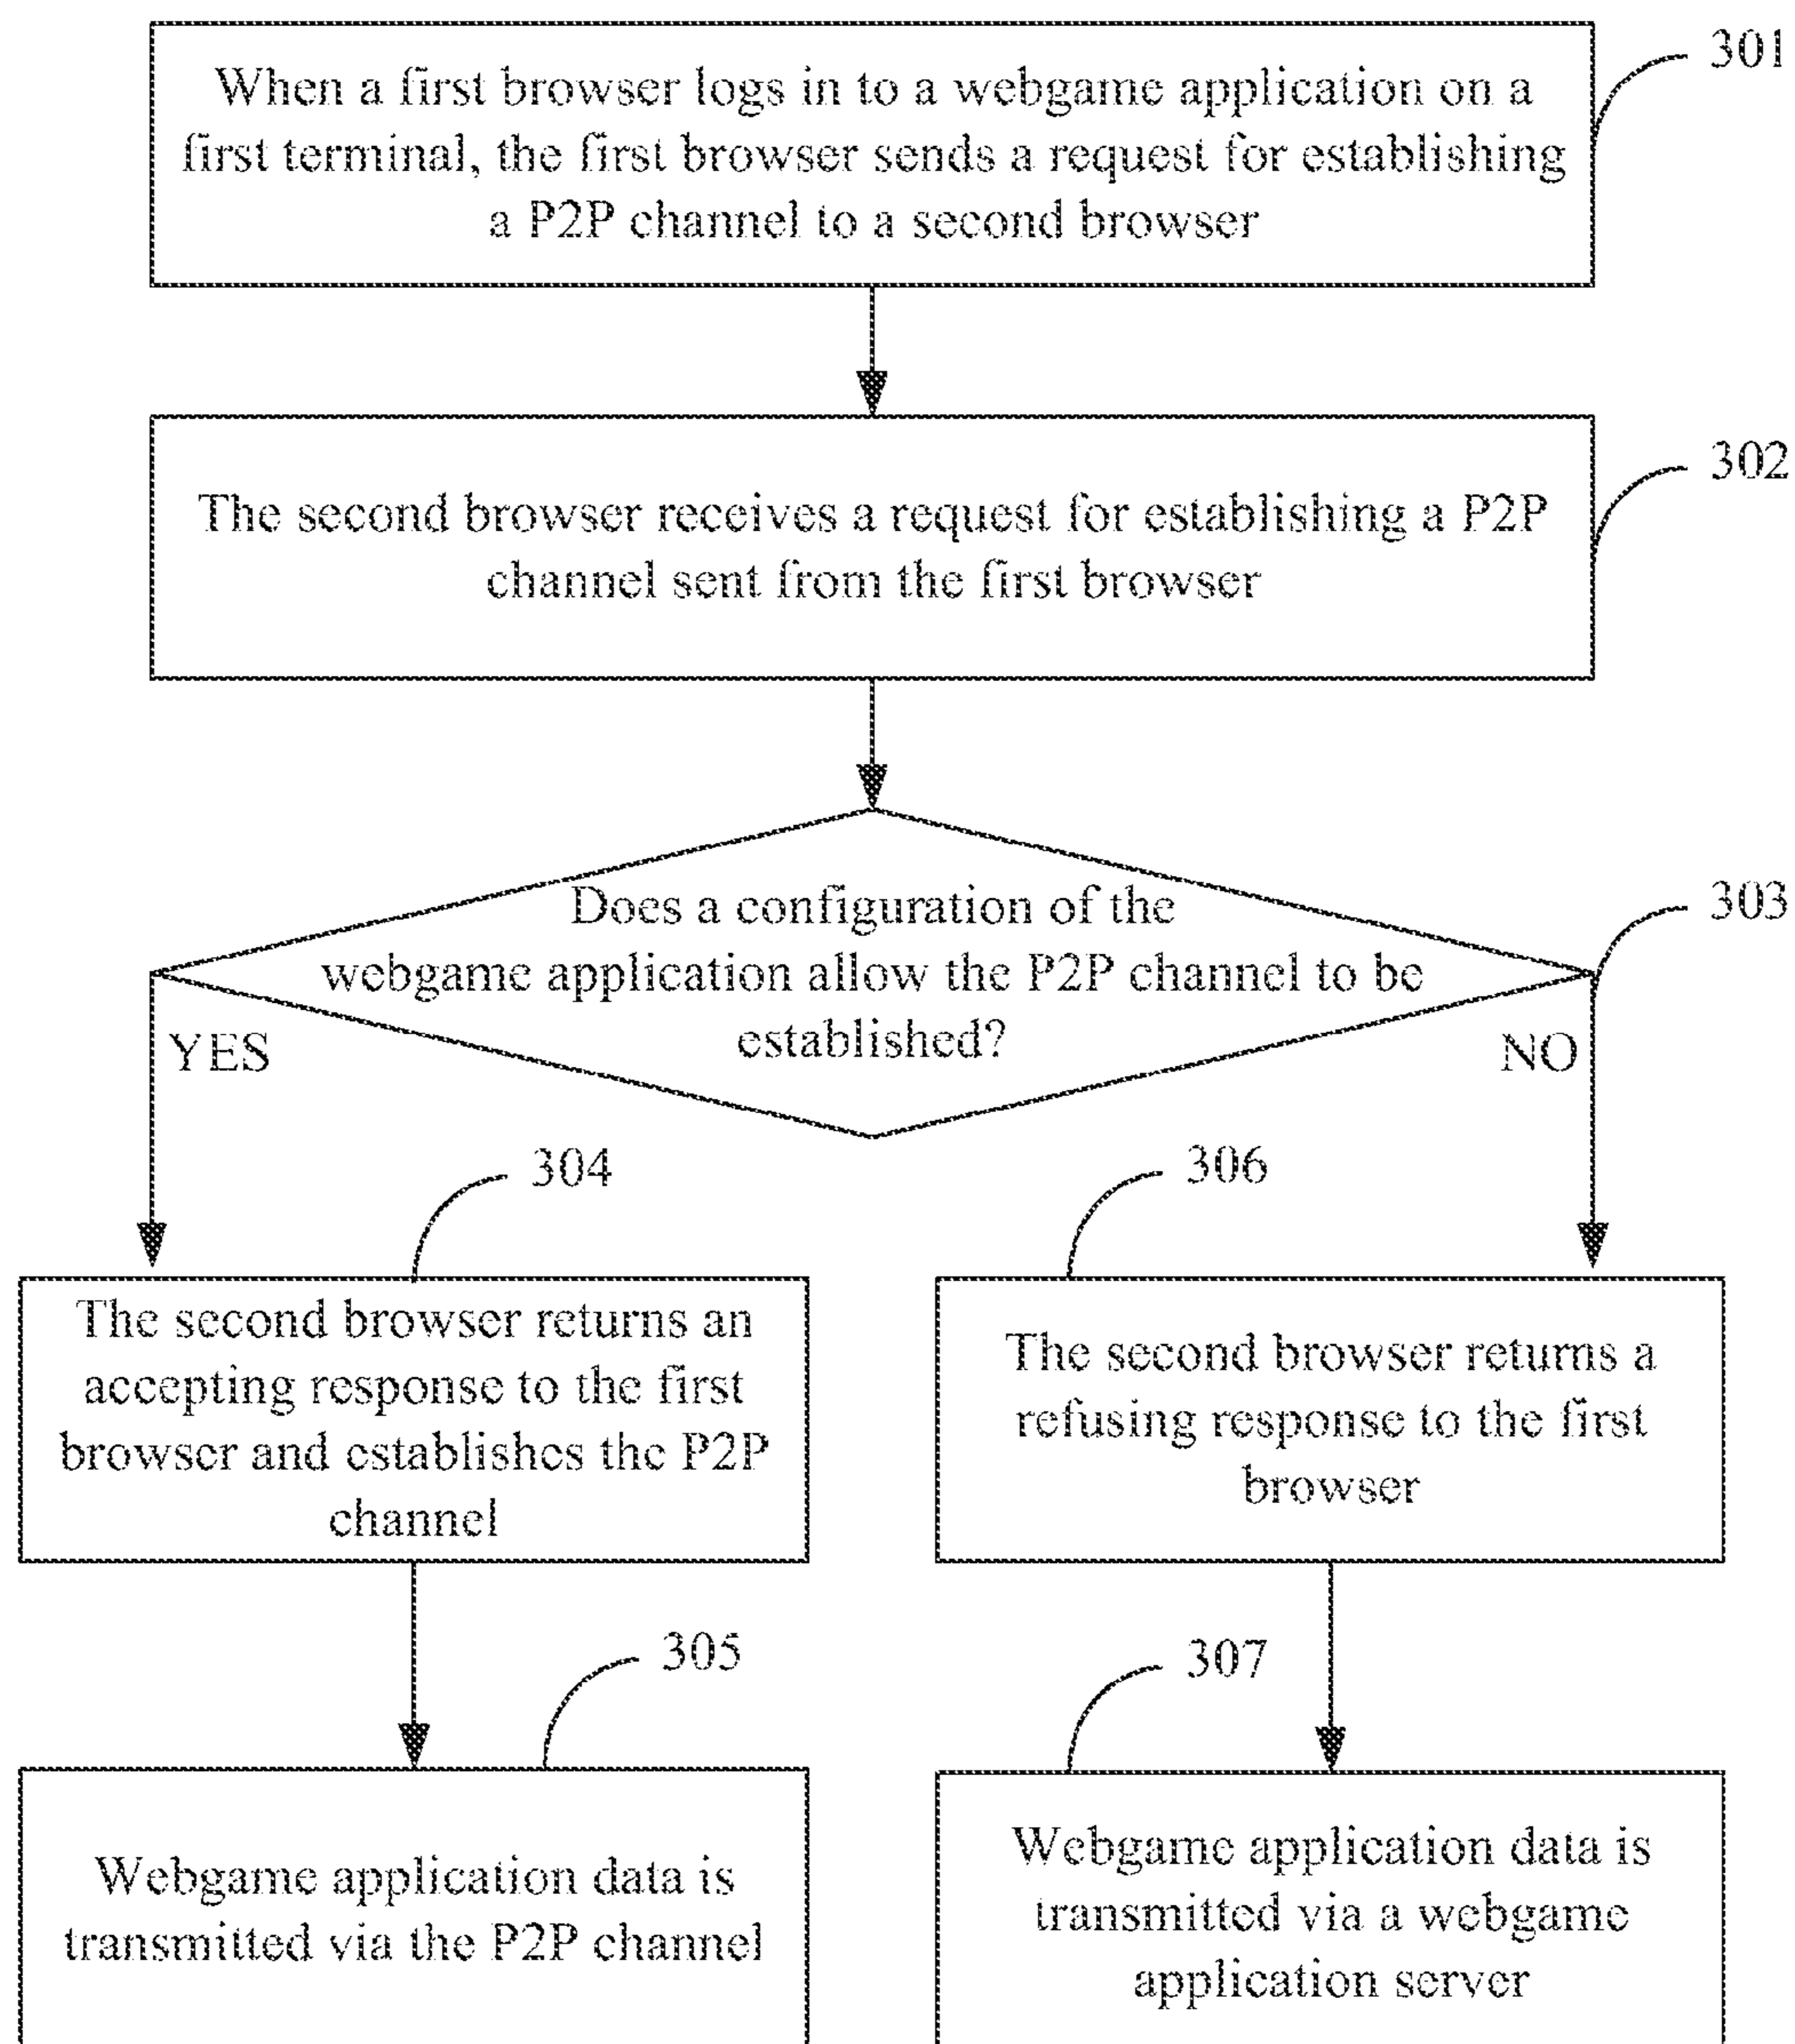 301
When a first browser logs in to a webgame application on a
first terminal, the first browser sends a request for establishing
a P2P channel to a second browser
302
The second browser receives a request for establishing a P2P
channel sent from the first browser
303
Does a configuration of the
webgame application allow the P2P channel to be
established?
YES
NO
304
The second browser returns an
accepting response to the first
browser and establishes the P2P
channel
306
The second browser returns a
refusing response to the first
browser
305
Webgame application data is
transmitted via the P2P channel
307
Webgame application data is
transmitted via a webgame
application server